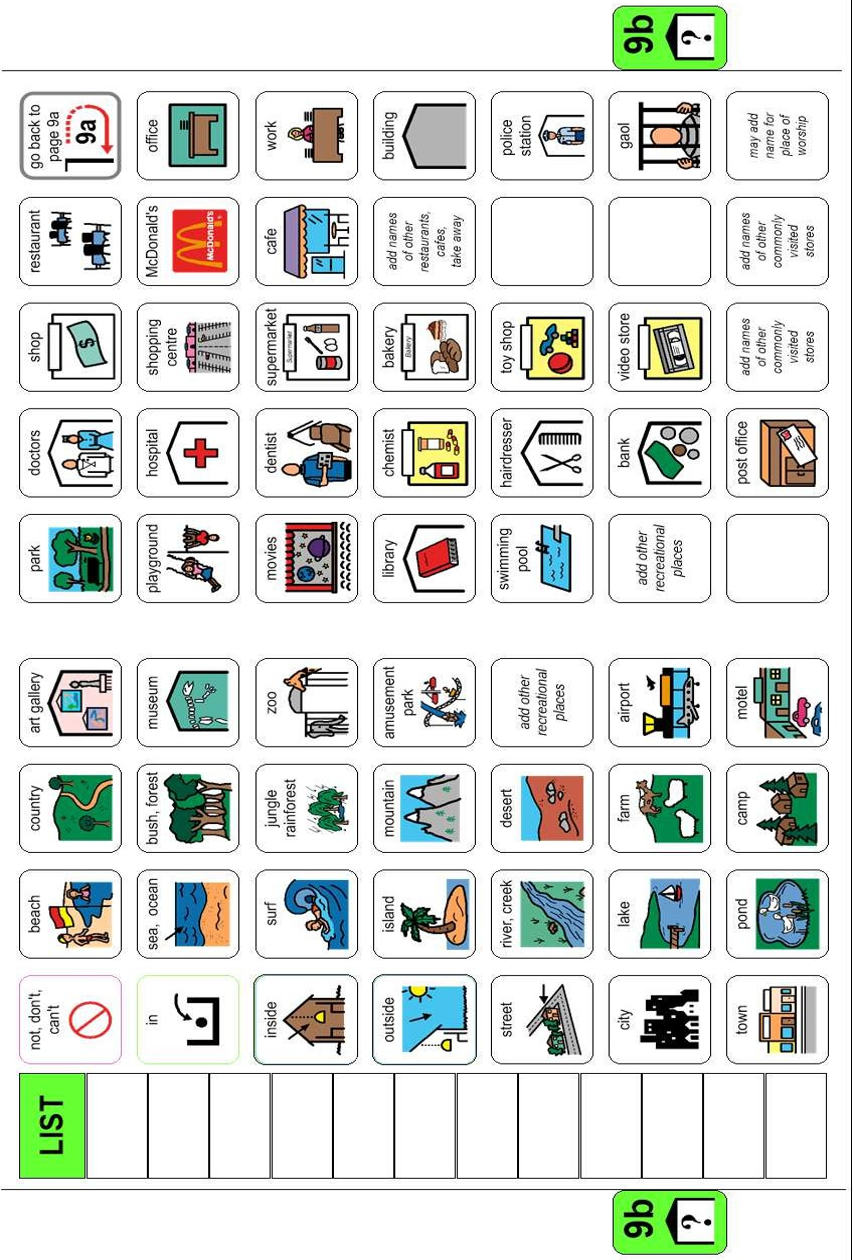 LIST
not, don't,
can't
beach
country
art gallery
park
doctors
shop
$
restaurant
go back to
page 9a
9a
in
sea, ocean
bush, forest
museum
playground
hospital
shopping
centre
McDonald's
McDonald's
office
inside
surf
jungle
rainforest
zoo
movies
dentist
supermarket
Supermarket
cafe
work
outside
island
mountain
amusement
park
library
chemist
bakery
Bakery
add names
of other
restaurants,
cafes,
take away
building
street
river, creek
desert
add other
recreational
places
swimming
pool
hairdresser
toy shop
police
station
9b
?
city
lake
farm
airport
add other
recreational
places
bank
video store
gaol
9b
?
town
pond
camp
motel
post office
add names
of other
commonly
visited
stores
add names
of other
commonly
visited
stores
may add
name for
place of
worship